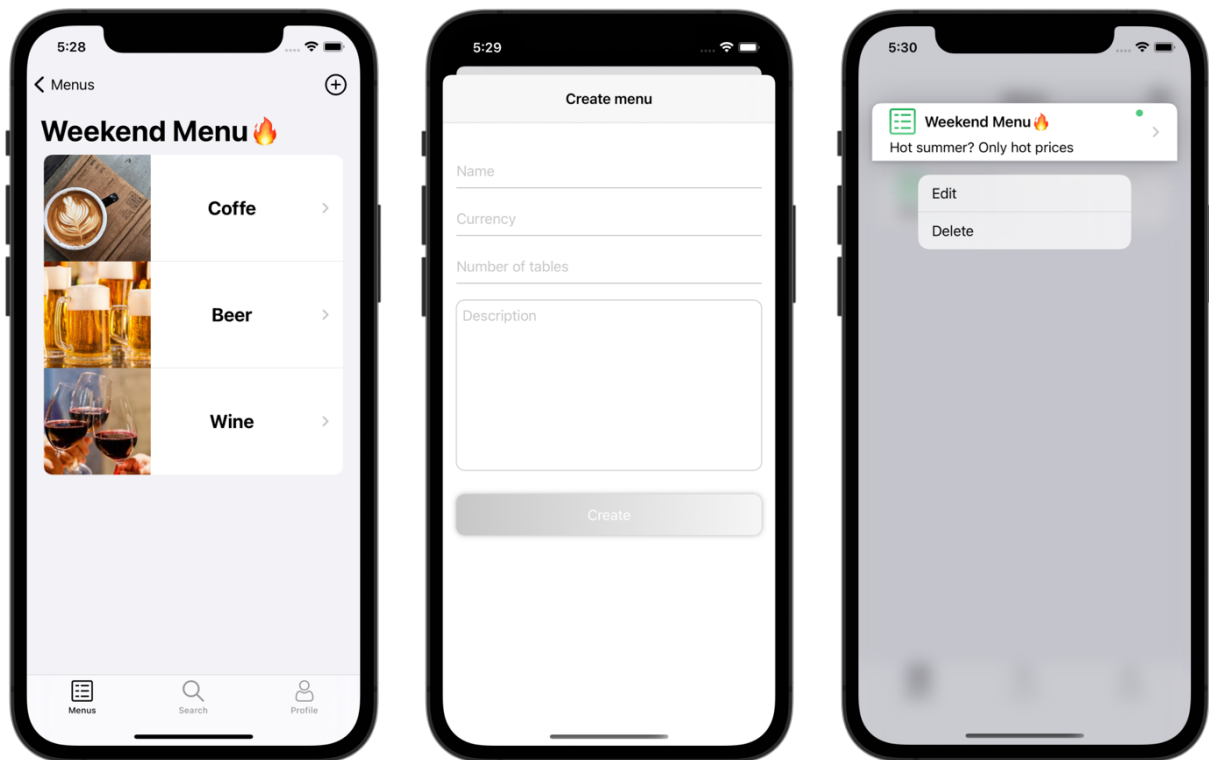 5:28
Menus
Weekend Menu🔥
Coffe
Beer
Wine
Menus
Search
Profile
5:29
Create menu
Name
Currency
Number of tables
Description
Create
5:30
Weekend Menu🔥
Hot summer? Only hot prices
Edit
Delete